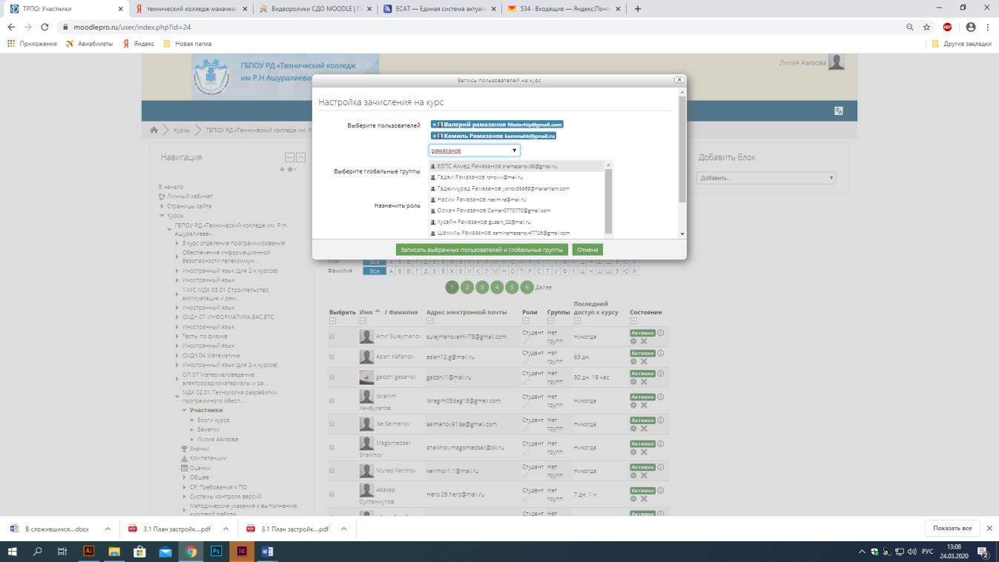 ТРПО: Участники
технический колледж махачкал
Видеоролики СДО MOODLE | ГБ
ЕСАТ — Единая система актуал
534 · Входящие — Яндекс.Почт
moodlepro.ru/user/index.php?id=24
Приложения Авиабилеты Яндекс Новая папка Другие закладки
ГБПОУ РД «Технический колледж
им Р.Н Ашуралиева»
Лилия Азизова
Запись пользователей на курс
Настройка зачисления на курс
Выберите пользователей
× Валерий рамазанов Nisderhip@gmail.com
× Камиль Рамазанов kammahk@gmail.ru
рамазанов ▼
Выберите глобальные группы
Назначить роль
БЗПС Ахмед Рамазанов zramazanov38@gmail.ru
Гаджи Рамазанов rznovvv@mail.ru
Гаджимурад Рамазанов yonox35969@mailernam.com
Насим Рамазанов nasim.ra@mail.ru
Осман Рамазанов Osman0770770@gmail.com
Хусейн Рамазанов gusein_02@mail.ru
Шамиль Рамазанов samilramazanov47726@gmail.com
Записать выбранных пользователей и глобальные группы
Отмена
Курсы ГБПОУ РД «Технический колледж им. Р
Навигация
В начало
Личный кабинет
Страницы сайта
Курсы
ГБПОУ РД «Технический колледж им. Р.Н.
Ашуралиева»...
3 курс отделение программирования
Обеспечение информационной
безопасности телекоммун...
Иностранный язык (для 2-х курсов)
Иностранный язык
1-МС МДК 03.01 Строительство,
эксплуатация и рем...
Иностранный язык
ОУДп.07 ИНФОРМАТИКА БАС,ВТС
Иностранный язык
Тесты по физике
Иностранный язык
ОУДп.04 Математика
Иностранный язык (для 2-х курсов)
ОП 07 Материаловедение,
электрорадиоматериалы и ра...
МДК 02.01 Технология разработки
программного обесп...
Участники
Блоги курса
Заметки
Лилия Азизова
Значки
Компетенции
Оценки
Общее
СР: Требования к ПО
Системы контроля версий
Методические указания к выполнению
курсовой работы
Добавить блок
Добавить...
Имя Все А Б В Г Д Е Ё Ж З И К Л М Н О П Р С Т У Ф Х Ц Ч Ш Щ Э Ю Я
Фамилия Все А Б В Г Д Е Ё Ж З И К Л М Н О П Р С Т У Ф Х Ц Ч Ш Щ Э Ю Я
1 2 3 4 5 6 Далее
Выбрать Имя / Фамилия Адрес электронной почты Роли Группы Последний доступ к курсу Состояние
Amir Suleymanov sulejmanovamir78@gmail.com Студент Нет групп Никогда Активно
Aslan Kaflanov aslan12.g@mail.ru Студент Нет групп 63 дн. Активно
gadzhi gasanov gadzhi.1@mail.ru Студент Нет групп 30 дн. 19 час. Активно
Ibrahim Ханбулатов ibragim05dag13@gmail.com Студент Нет групп Никогда Активно
Isa Salmanov salmanov91isa@gmail.com Студент Нет групп Никогда Активно
Magomedsail Shaikhov shaikhov.magomedsail@bk.ru Студент Нет групп Никогда Активно
Murad Kerimov kerimov1.1@mail.ru Студент Нет групп Никогда Активно
Абакар Султанмутов Hero.05.hero@mail.ru Студент Нет групп 7 дн. 1 ч. Активно
Студент Нет Активно
В сложившихся....docx
3.1 План застройк....pdf
3.1 План застройк....pdf
Показать все
РУС
13:08
24.03.2020
2